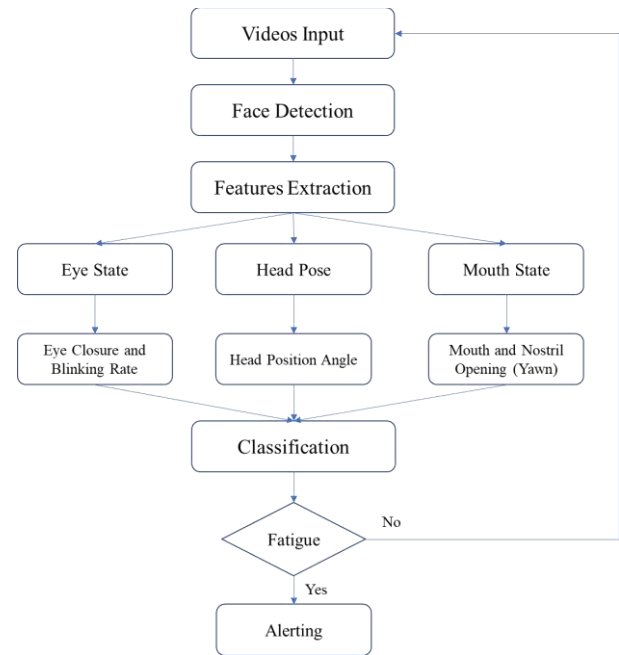 Videos Input
Face Detection
Features Extraction
Eye State
Head Pose
Mouth State
Eye Closure and
Blinking Rate
Head Position Angle
Mouth and Nostril
Opening (Yawn)
Classification
Fatigue
No
Yes
Alerting